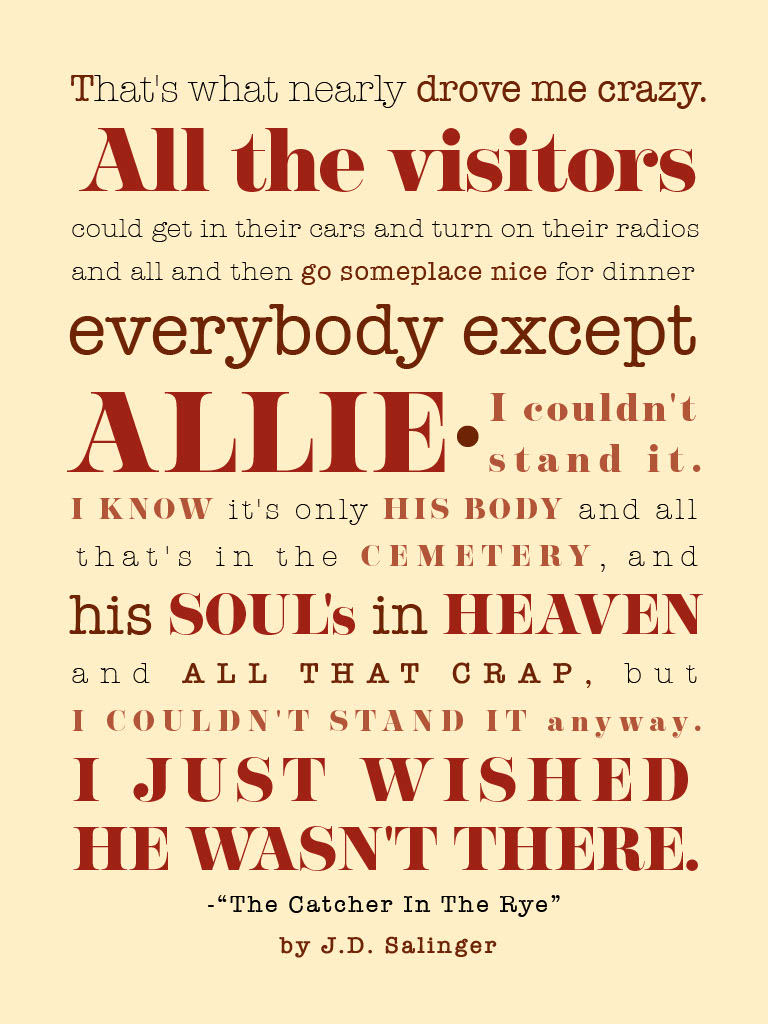 That's what nearly drove me crazy.
All the visitors
could get in their cars and turn on their radios
and all and then go someplace nice for dinner
everybody except
ALLIE.
I couldn't
stand it.
I KNOW it's only HIS BODY and all
that's in the CEMETERY, and
his SOUL's in HEAVEN
and ALL THAT CRAP, but
I COULDN'T STAND IT anyway.
I JUST WISHED
HE WASN'T THERE.
-“The Catcher In The Rye”
by J.D. Salinger